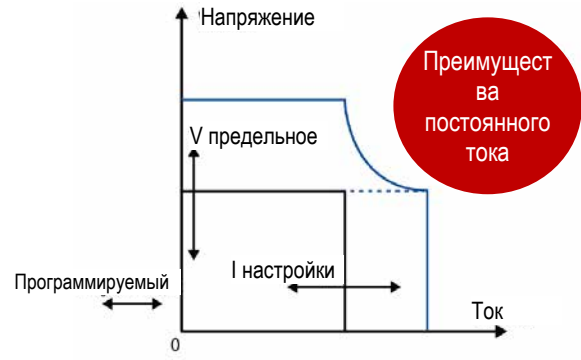 Напряжение
Преимущест
ва
постоянного
тока
V предельное
I настройки
Программируемый
Ток
0